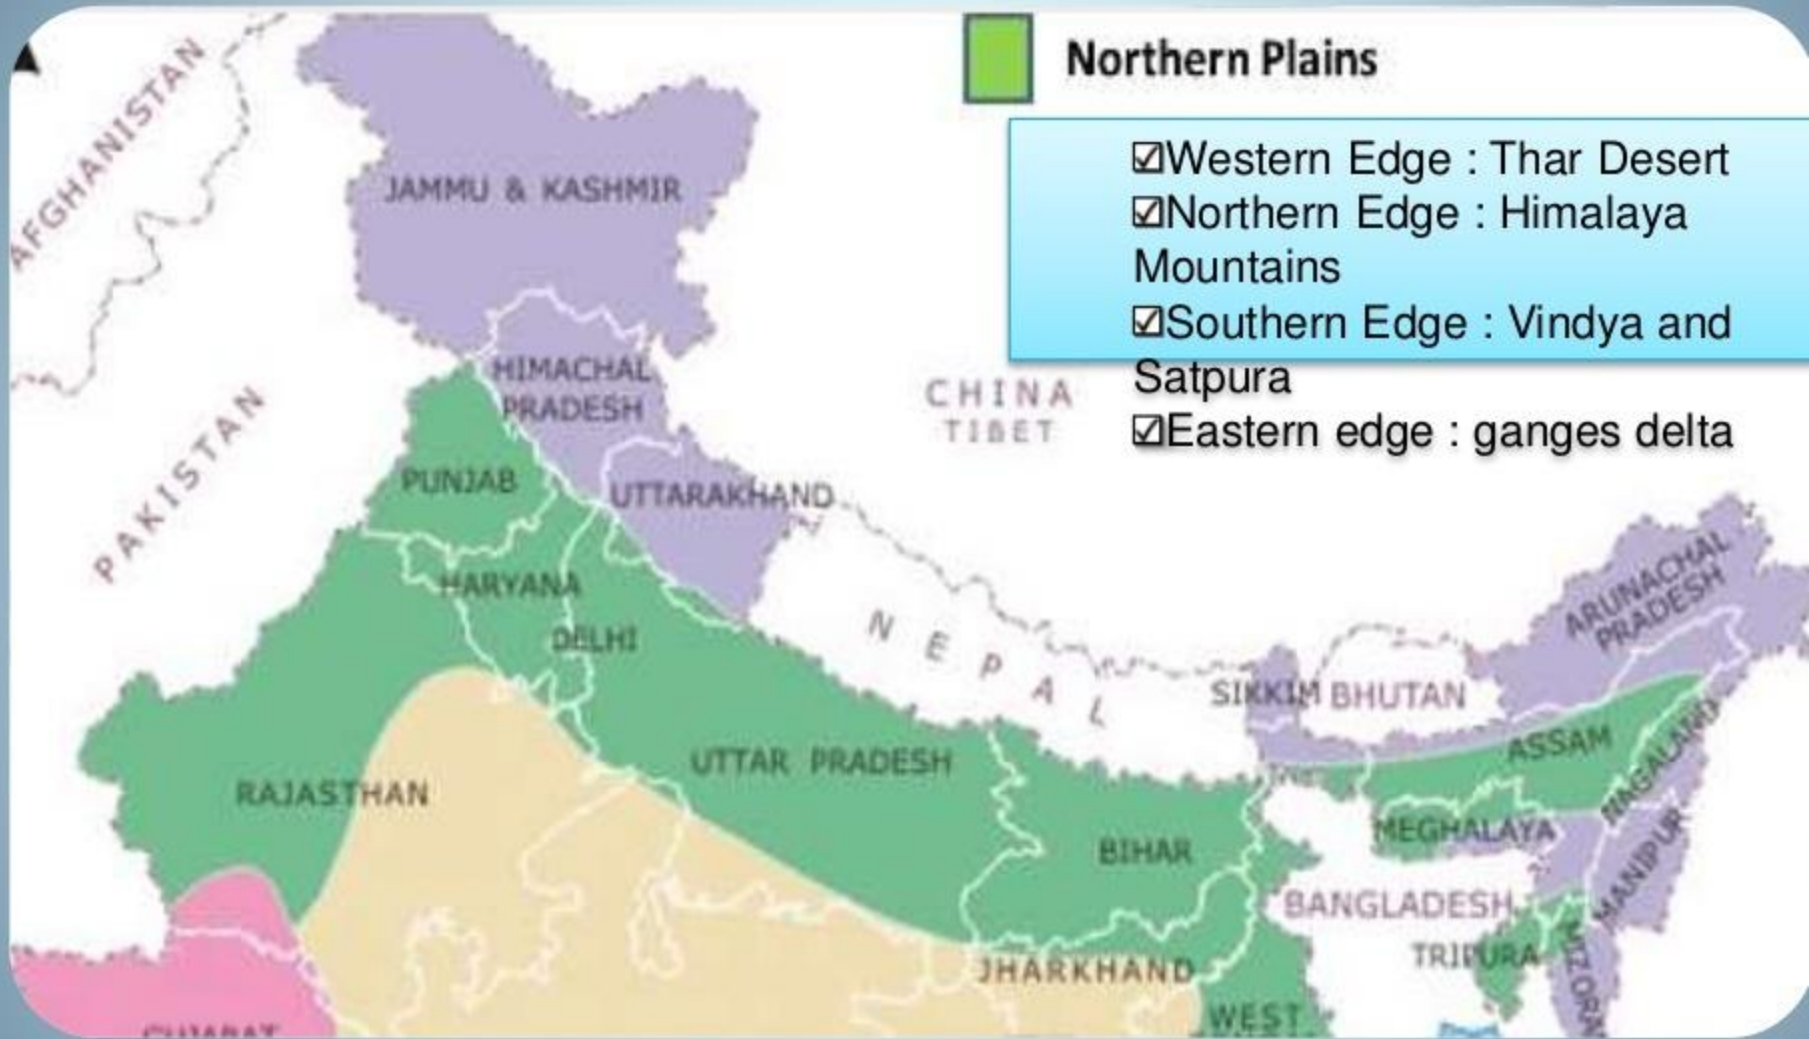 Northern Plains
☑Western Edge : Thar Desert
☑Northern Edge : Himalaya
Mountains
☑Southern Edge : Vindya and
Satpura
☑Eastern edge : ganges delta
AFGHANISTAN
JAMMU & KASHMIR
HIMACHAL
PRADESH
CHINA
TIBET
PAKISTAN
PUNJAB
UTTARAKHAND
HARYANA
DELHI
NEPAL
ARUNACHAL
PRADESH
SIKKIM
BHUTAN
ASSAM
NAGALAND
RAJASTHAN
UTTAR PRADESH
BIHAR
MEGHALAYA
MANIPUR
BANGLADESH
TRIPURA
JHARKHAND
WEST
GUJARAT